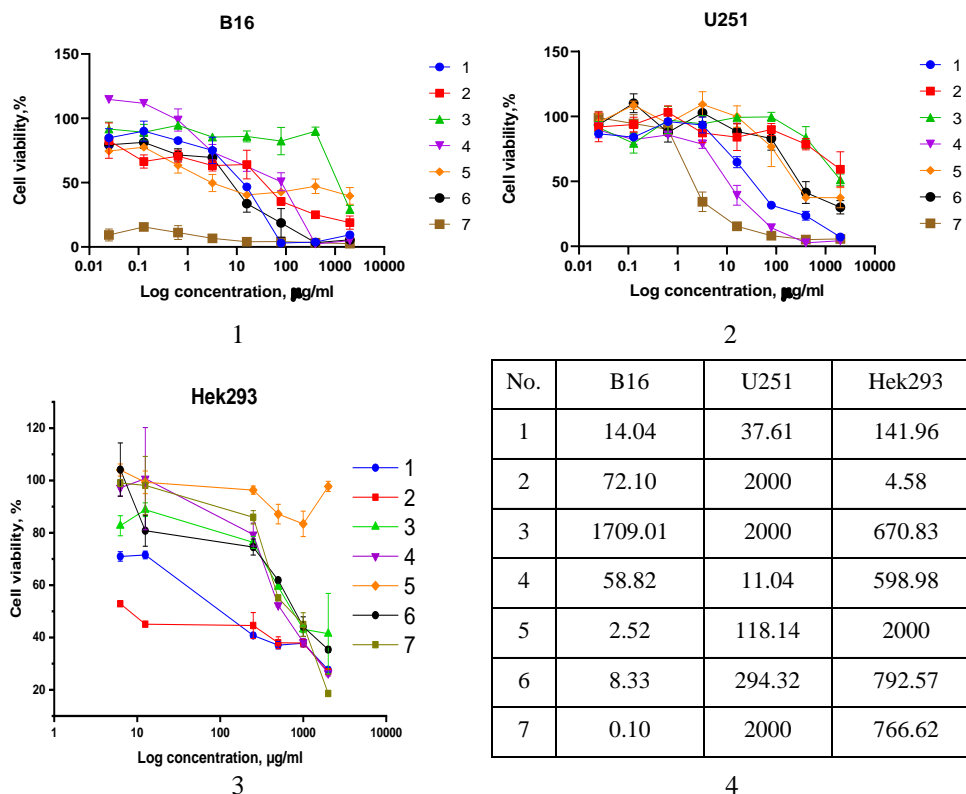 B16
Cell viability,%
150
100
50
0
0.01 0.1 1 10 100 1000 10000
Log concentration, μg/ml
1
2
3
4
5
6
7
1
U251
Cell viability,%
150
100
50
0
0.01 0.1 1 10 100 1000 10000
Log concentration, μg/ml
1
2
3
4
5
6
7
2
Hek293
Cell viability, %
120
100
80
60
40
20
1 10 100 1000 10000
Log concentration, µg/ml
1
2
3
4
5
6
7
3
No. B16 U251 Hek293
1 14.04 37.61 141.96
2 72.10 2000 4.58
3 1709.01 2000 670.83
4 58.82 11.04 598.98
5 2.52 118.14 2000
6 8.33 294.32 792.57
7 0.10 2000 766.62
4